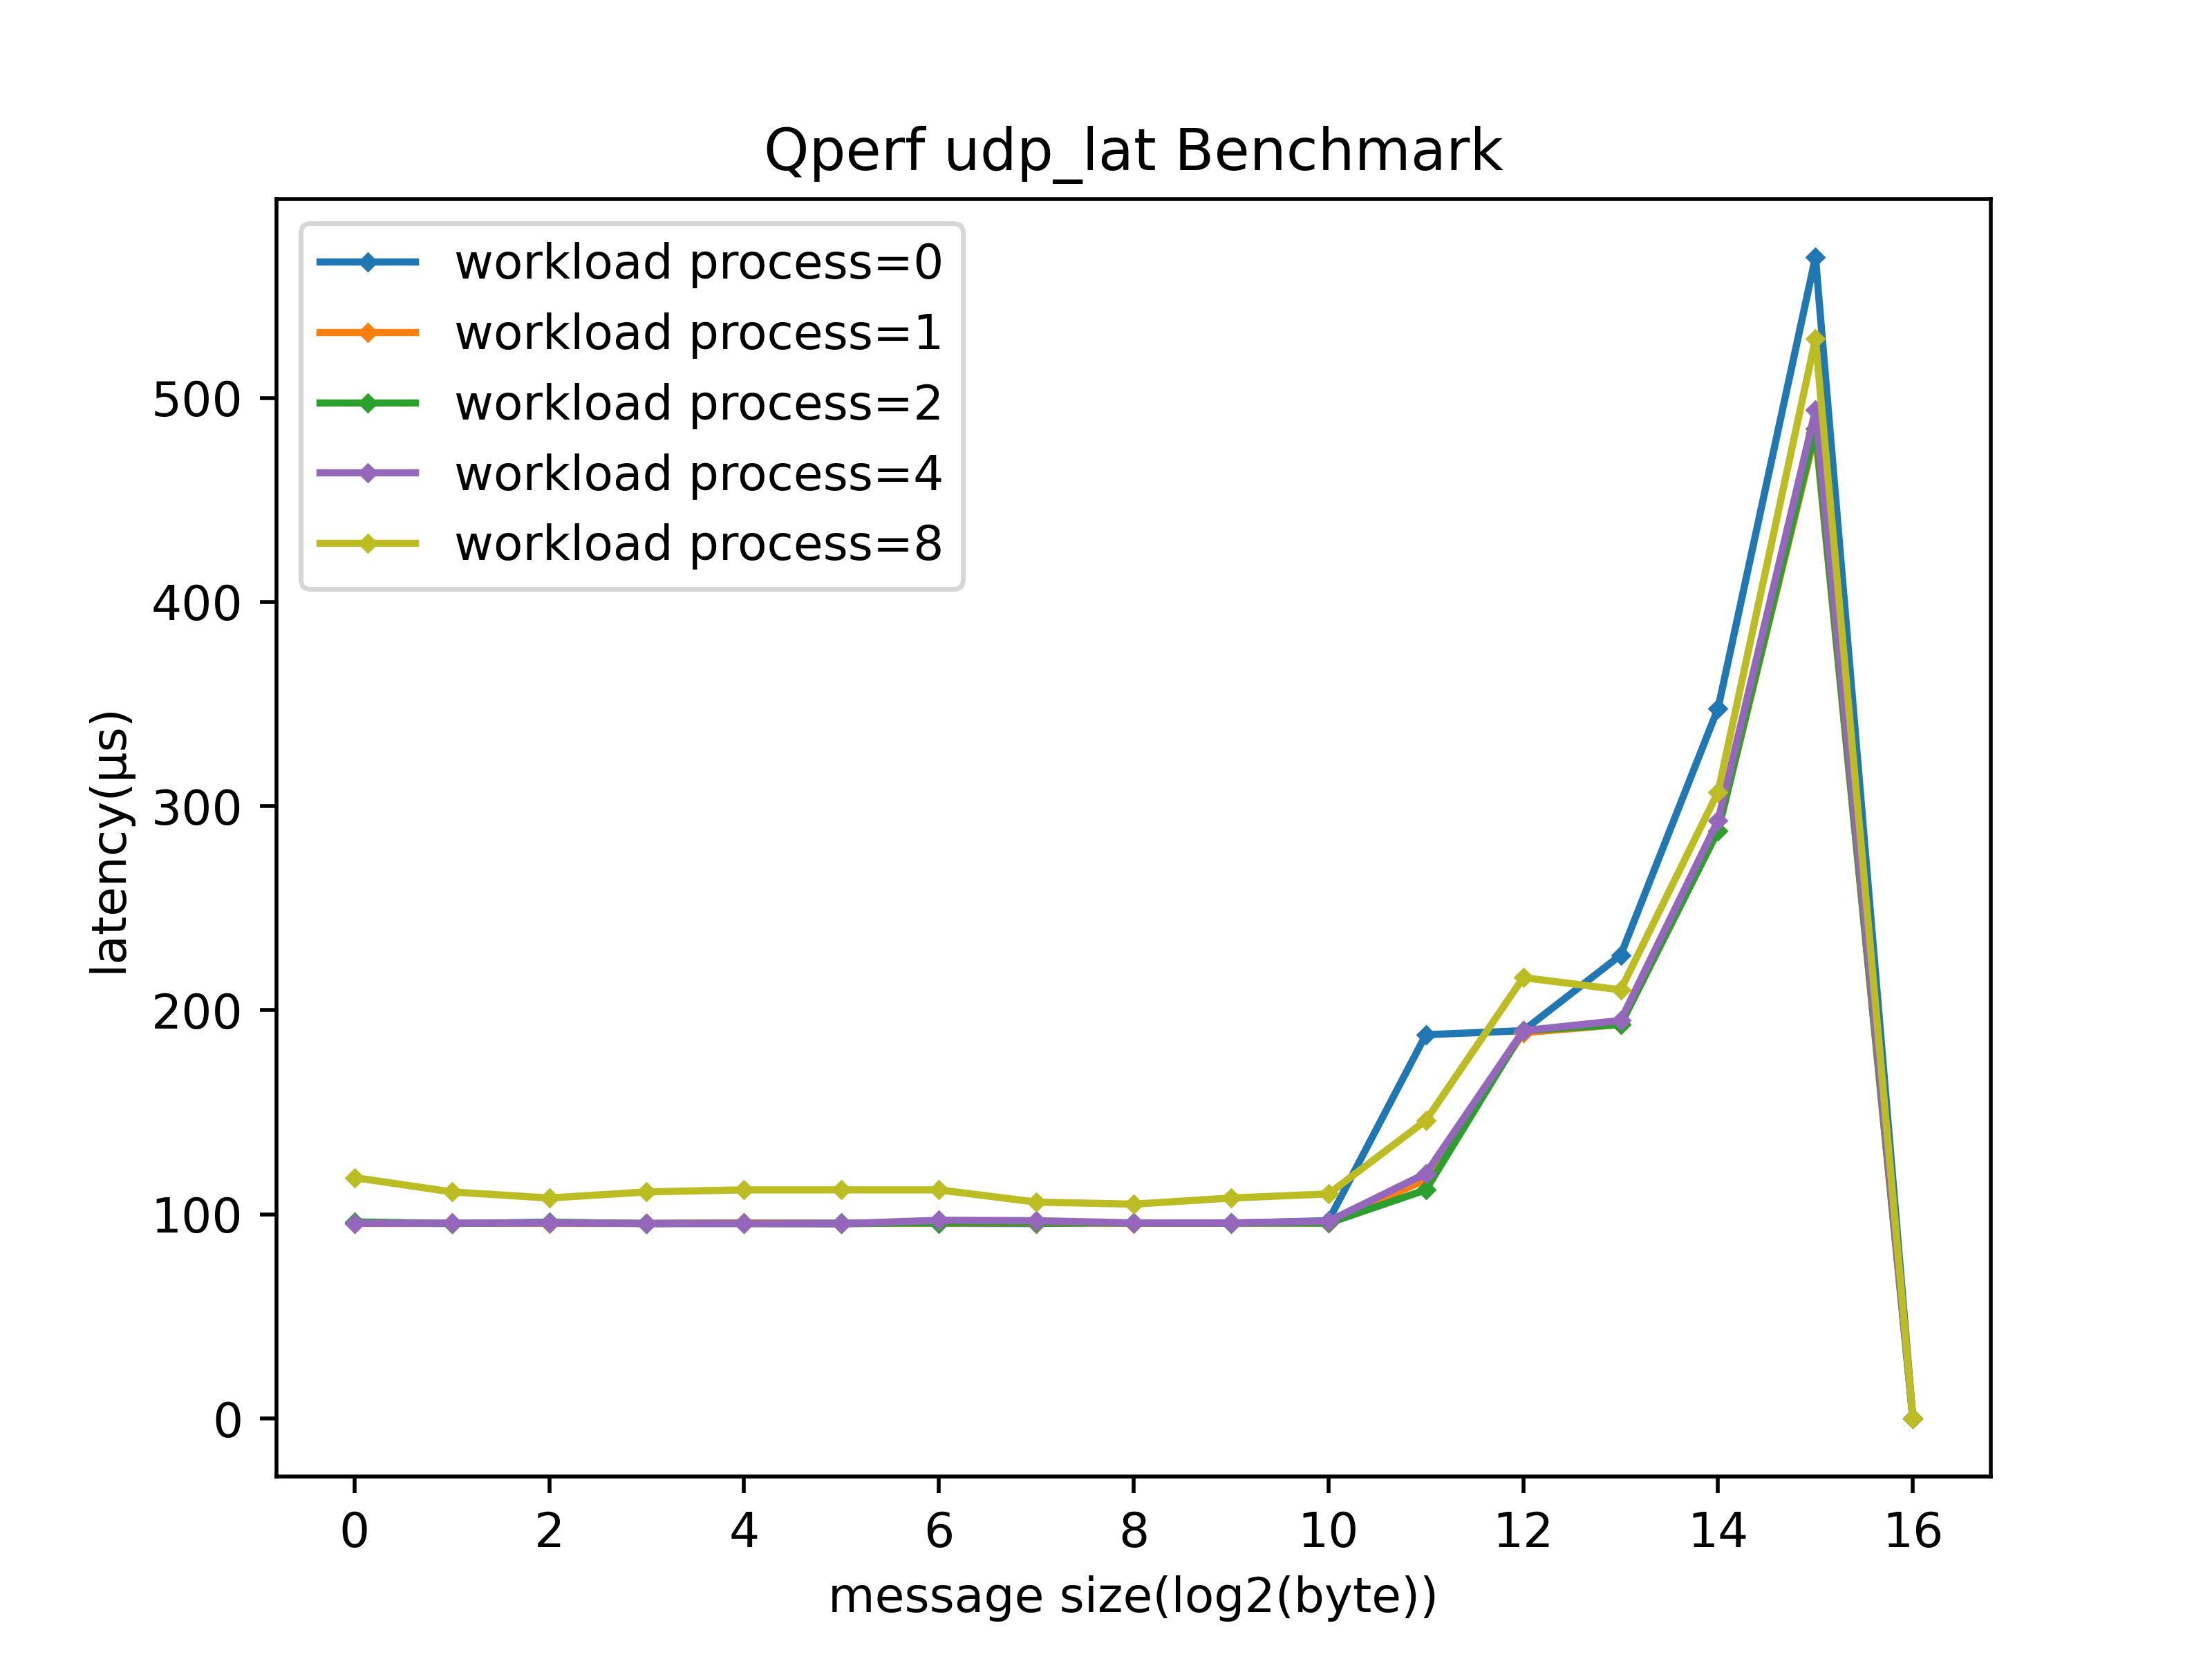 Qperf udp_lat Benchmark
workload process=0
workload process=1
workload process=2
workload process=4
workload process=8
latency(µs)
500
400
300
200
100
0
0 2 4 6 8 10 12 14 16
message size(log2(byte))